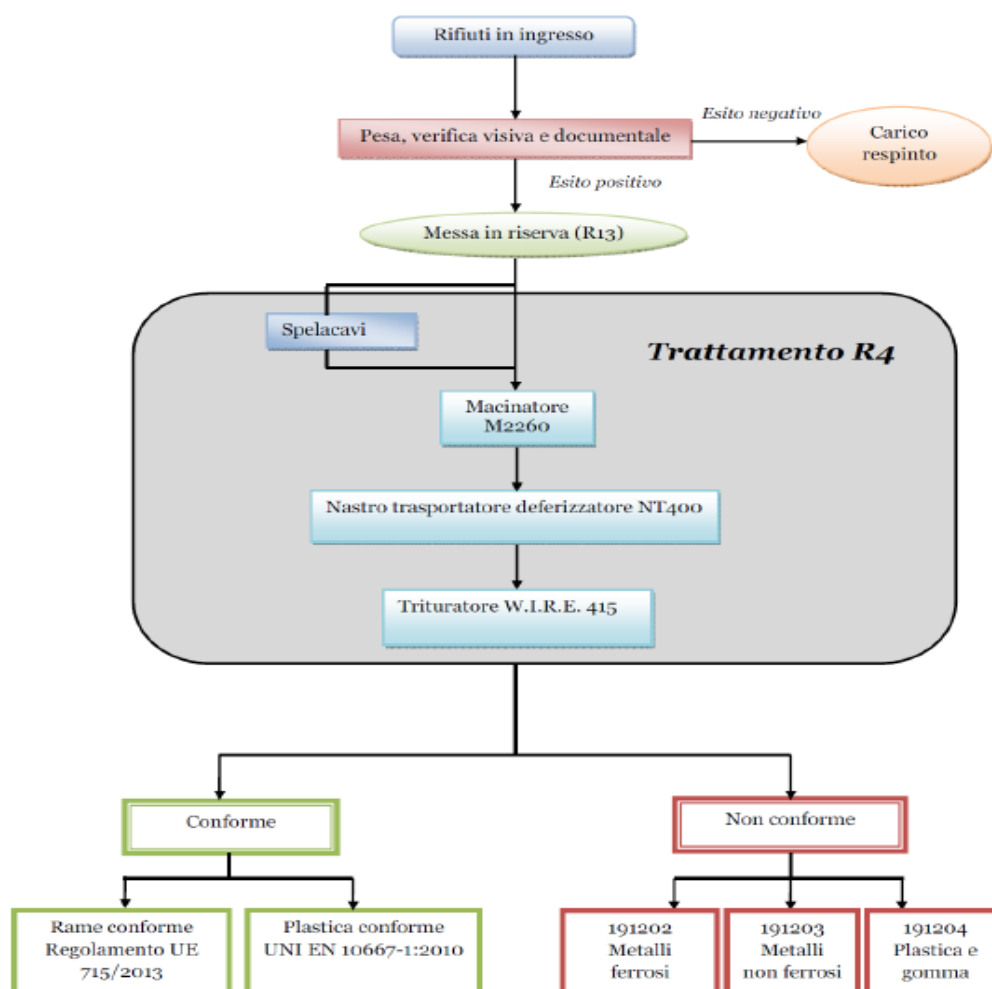 Rifiuti in ingresso
Pesa, verifica visiva e documentale
Esito negativo
Carico
respinto
Esito positivo
Messa in riserva (R13)
Spelacavi
Trattamento R4
Macinatore
M2260
Nastro trasportatore deferizzatore NT400
Trituratore W.I.R.E. 415
Conforme
Non conforme
Rame conforme
Regolamento UE
715/2013
Plastica conforme
UNI EN 10667-1:2010
191202
Metalli
ferrosi
191203
Metalli
non ferrosi
191204
Plastica e
gomma